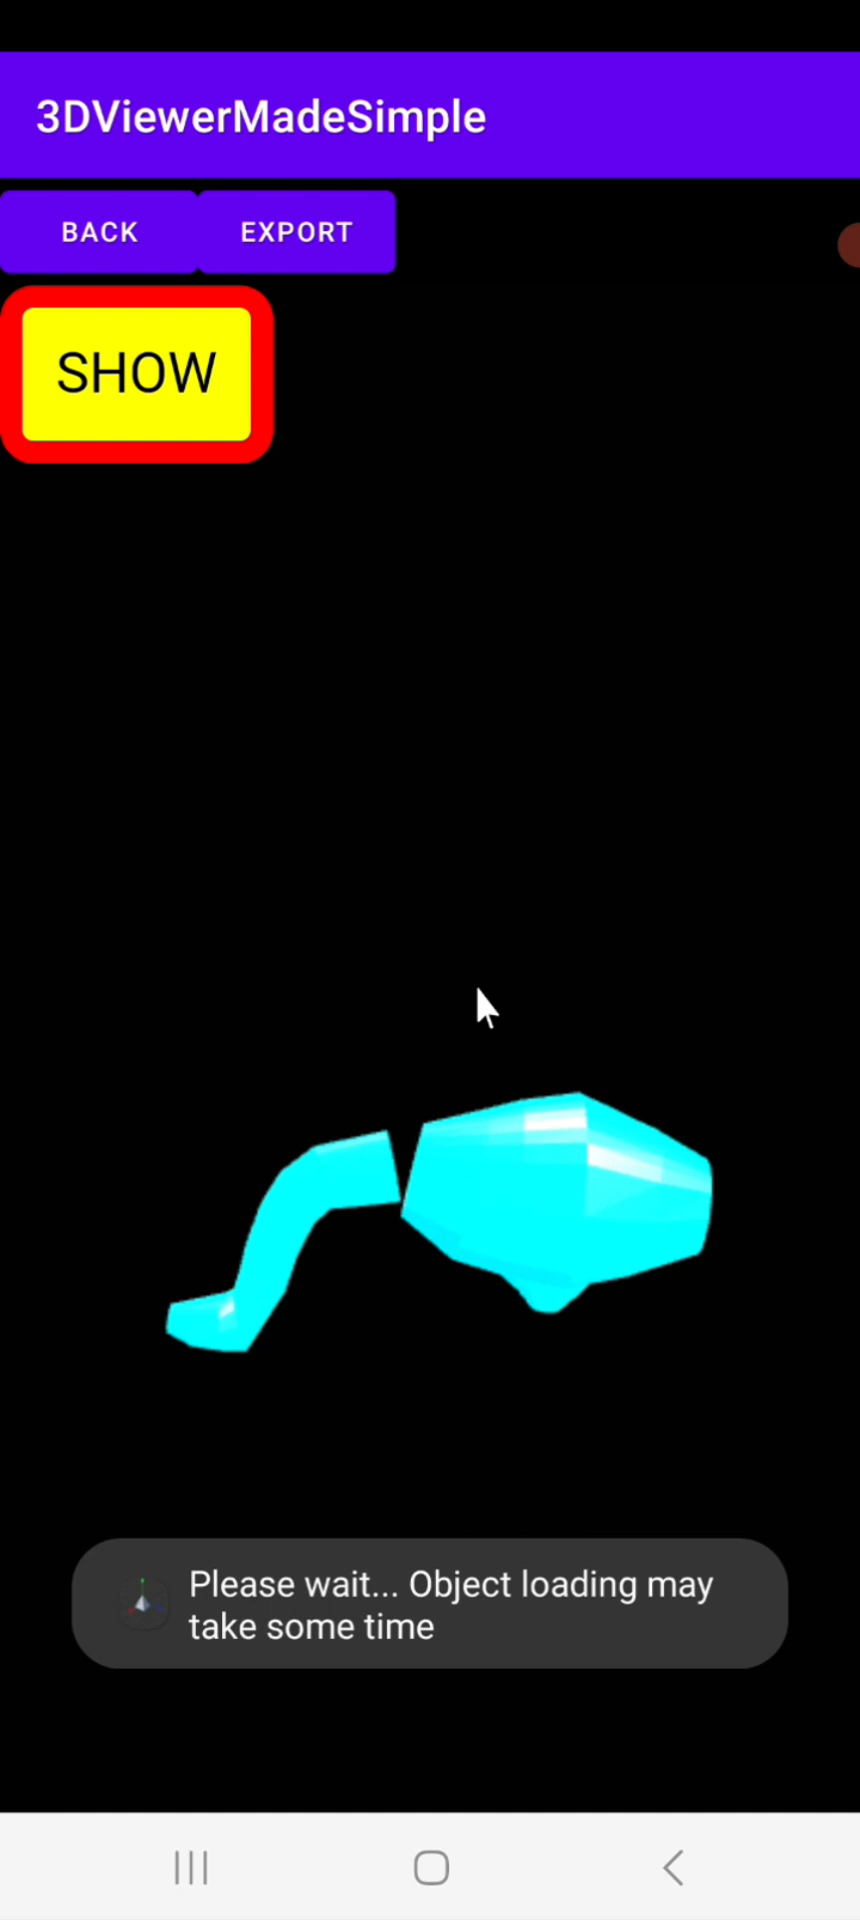 3DViewerMadeSimple
BACK
EXPORT
SHOW
Please wait... Object loading may
take some time